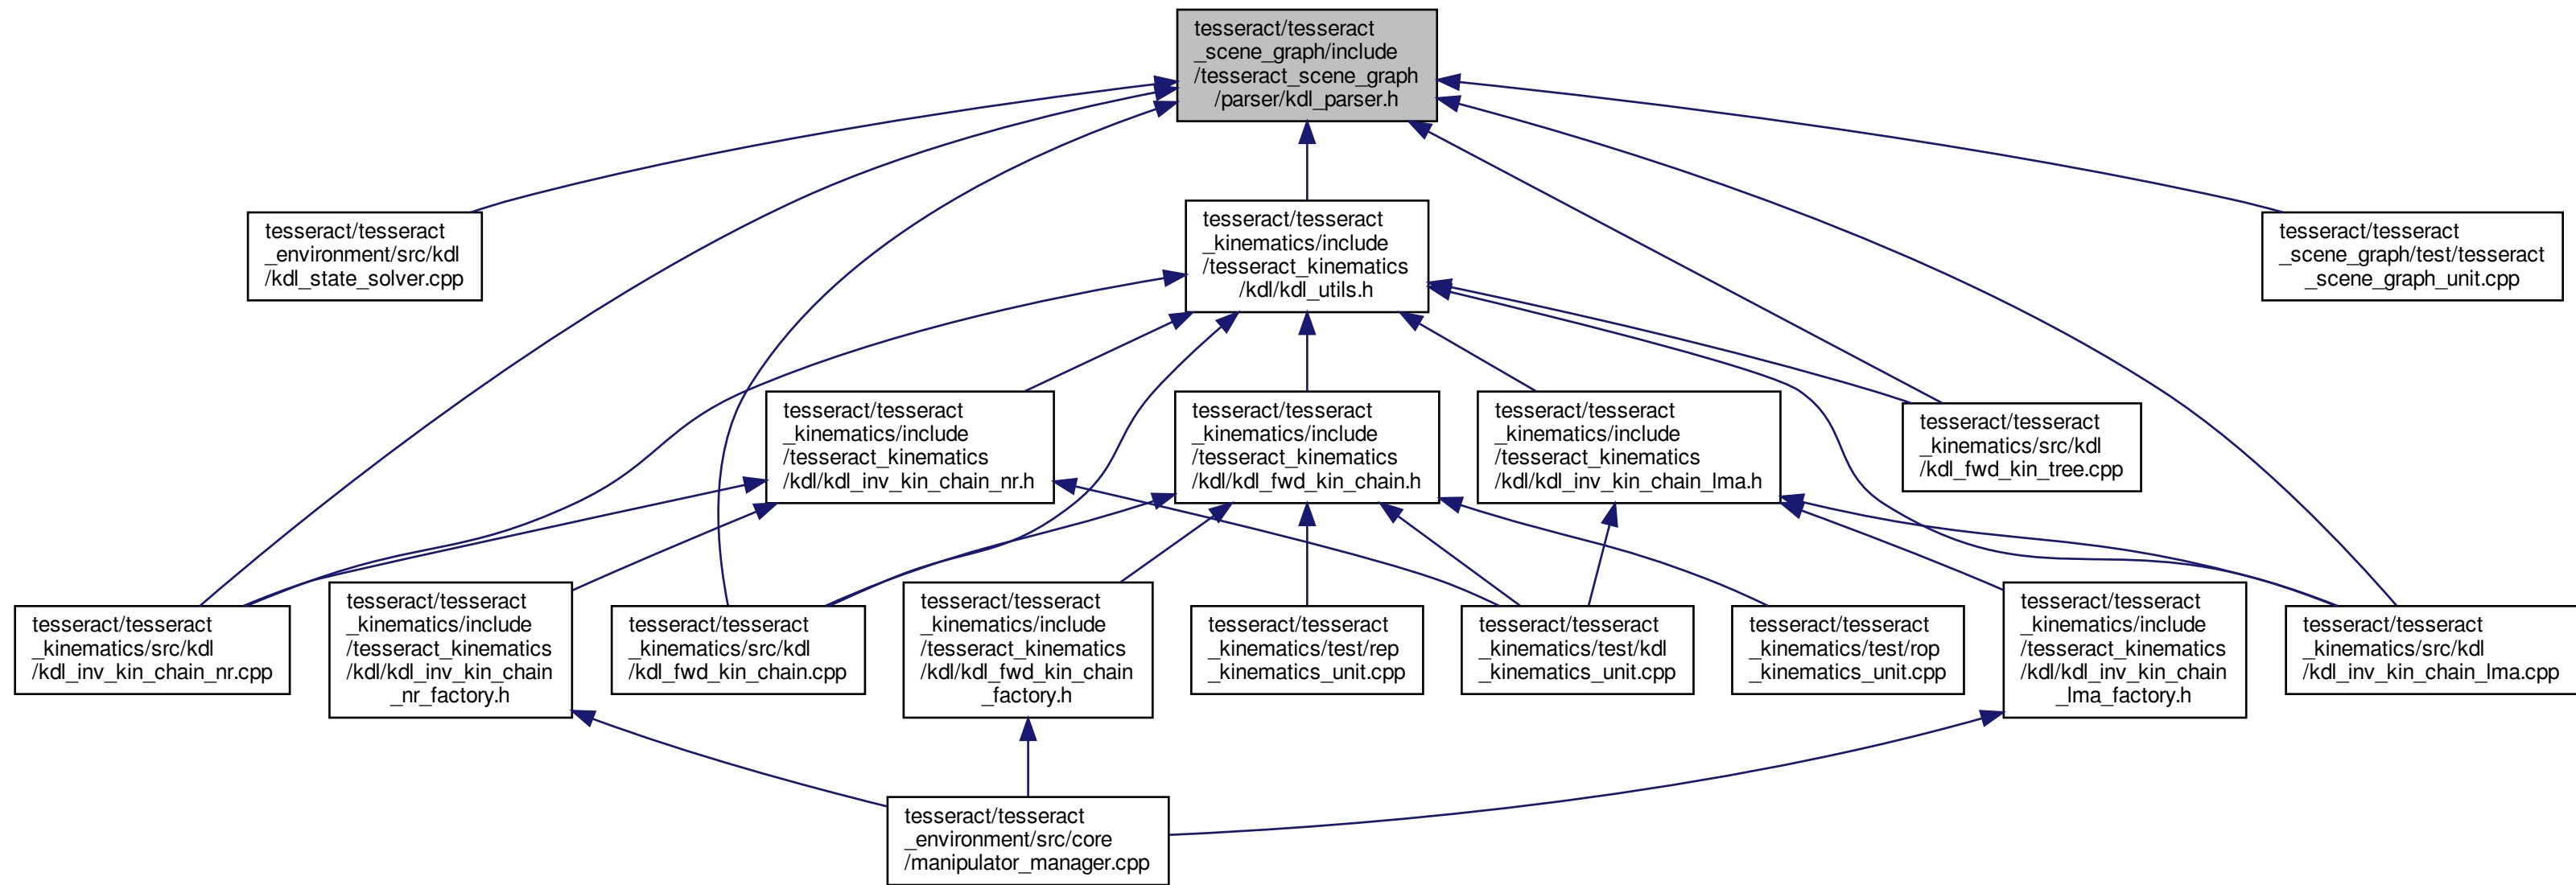 tesseract/tesseract
_scene_graph/include
/tesseract_scene_graph
/parser/kdl_parser.h
tesseract/tesseract
_environment/src/kdl
/kdl_state_solver.cpp
tesseract/tesseract
_kinematics/include
/tesseract_kinematics
/kdl/kdl_utils.h
tesseract/tesseract
_scene_graph/test/tesseract
_scene_graph_unit.cpp
tesseract/tesseract
_kinematics/include
/tesseract_kinematics
/kdl/kdl_inv_kin_chain_nr.h
tesseract/tesseract
_kinematics/include
/tesseract_kinematics
/kdl/kdl_fwd_kin_chain.h
tesseract/tesseract
_kinematics/include
/tesseract_kinematics
/kdl/kdl_inv_kin_chain_lma.h
tesseract/tesseract
_kinematics/src/kdl
/kdl_fwd_kin_tree.cpp
tesseract/tesseract
_kinematics/src/kdl
/kdl_inv_kin_chain_nr.cpp
tesseract/tesseract
_kinematics/include
/tesseract_kinematics
/kdl/kdl_inv_kin_chain
_nr_factory.h
tesseract/tesseract
_kinematics/src/kdl
/kdl_fwd_kin_chain.cpp
tesseract/tesseract
_kinematics/include
/tesseract_kinematics
/kdl/kdl_fwd_kin_chain
_factory.h
tesseract/tesseract
_kinematics/test/rep
_kinematics_unit.cpp
tesseract/tesseract
_kinematics/test/kdl
_kinematics_unit.cpp
tesseract/tesseract
_kinematics/test/rop
_kinematics_unit.cpp
tesseract/tesseract
_kinematics/include
/tesseract_kinematics
/kdl/kdl_inv_kin_chain
_lma_factory.h
tesseract/tesseract
_kinematics/src/kdl
/kdl_inv_kin_chain_lma.cpp
tesseract/tesseract
_environment/src/core
/manipulator_manager.cpp